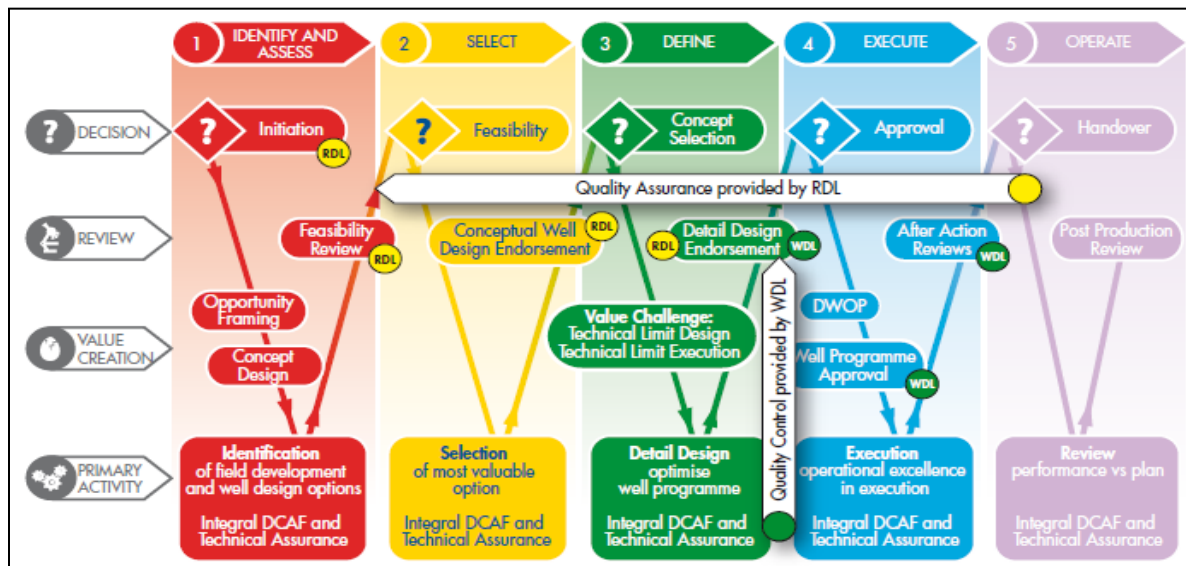 1
IDENTIFY AND
ASSESS
2
SELECT
3
DEFINE
4
EXECUTE
5
OPERATE
?
DECISION
?
Initiation
RDL
?
Feasibility
?
Concept
Selection
?
Approval
?
Handover
Quality Assurance provided by RDL
REVIEW
Feasibility
Review
RDL
Conceptual Well
Design Endorsement
RDL
RDL
Detail Design
Endorsement
WDL
After Action
Reviews
WDL
Post Production
Review
VALUE
CREATION
Opportunity
Framing
Concept
Design
Value Challenge:
Technical Limit Design
Technical Limit Execution
Quality Control provided by WDL
DWOP
Well Programme
Approval
WDL
PRIMARY
ACTIVITY
Identification
of field development
and well design options
Integral DCAF and
Technical Assurance
Selection
of most valuable
option
Integral DCAF and
Technical Assurance
Detail Design
optimise
well programme
Integral DCAF and
Technical Assurance
Execution
operational excellence
in execution
Integral DCAF and
Technical Assurance
Review
performance vs plan
Integral DCAF and
Technical Assurance